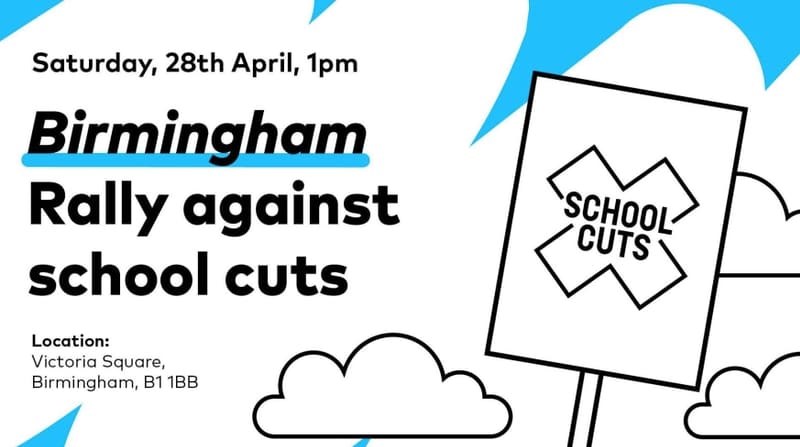 Saturday, 28th April, 1pm
Birmingham
Rally against
school cuts
Location:
Victoria Square,
Birmingham, B1 1BB
SCHOOL
CUTS